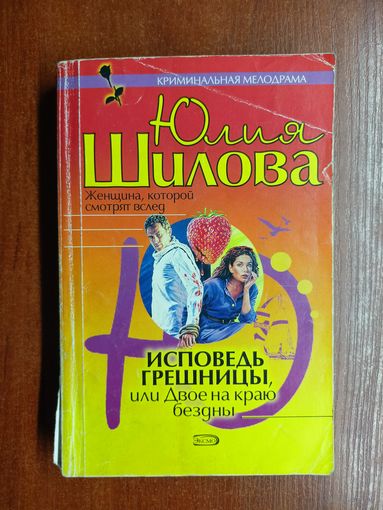 КРИМИНАЛЬНАЯ МЕЛОДРАМА
Юлия
Шилова
Женщина, которой
смотрят вслед
ИСПОВЕДЬ
ГРЕШНИЦЫ,
или Двое на краю
бездны
ЭКСМО